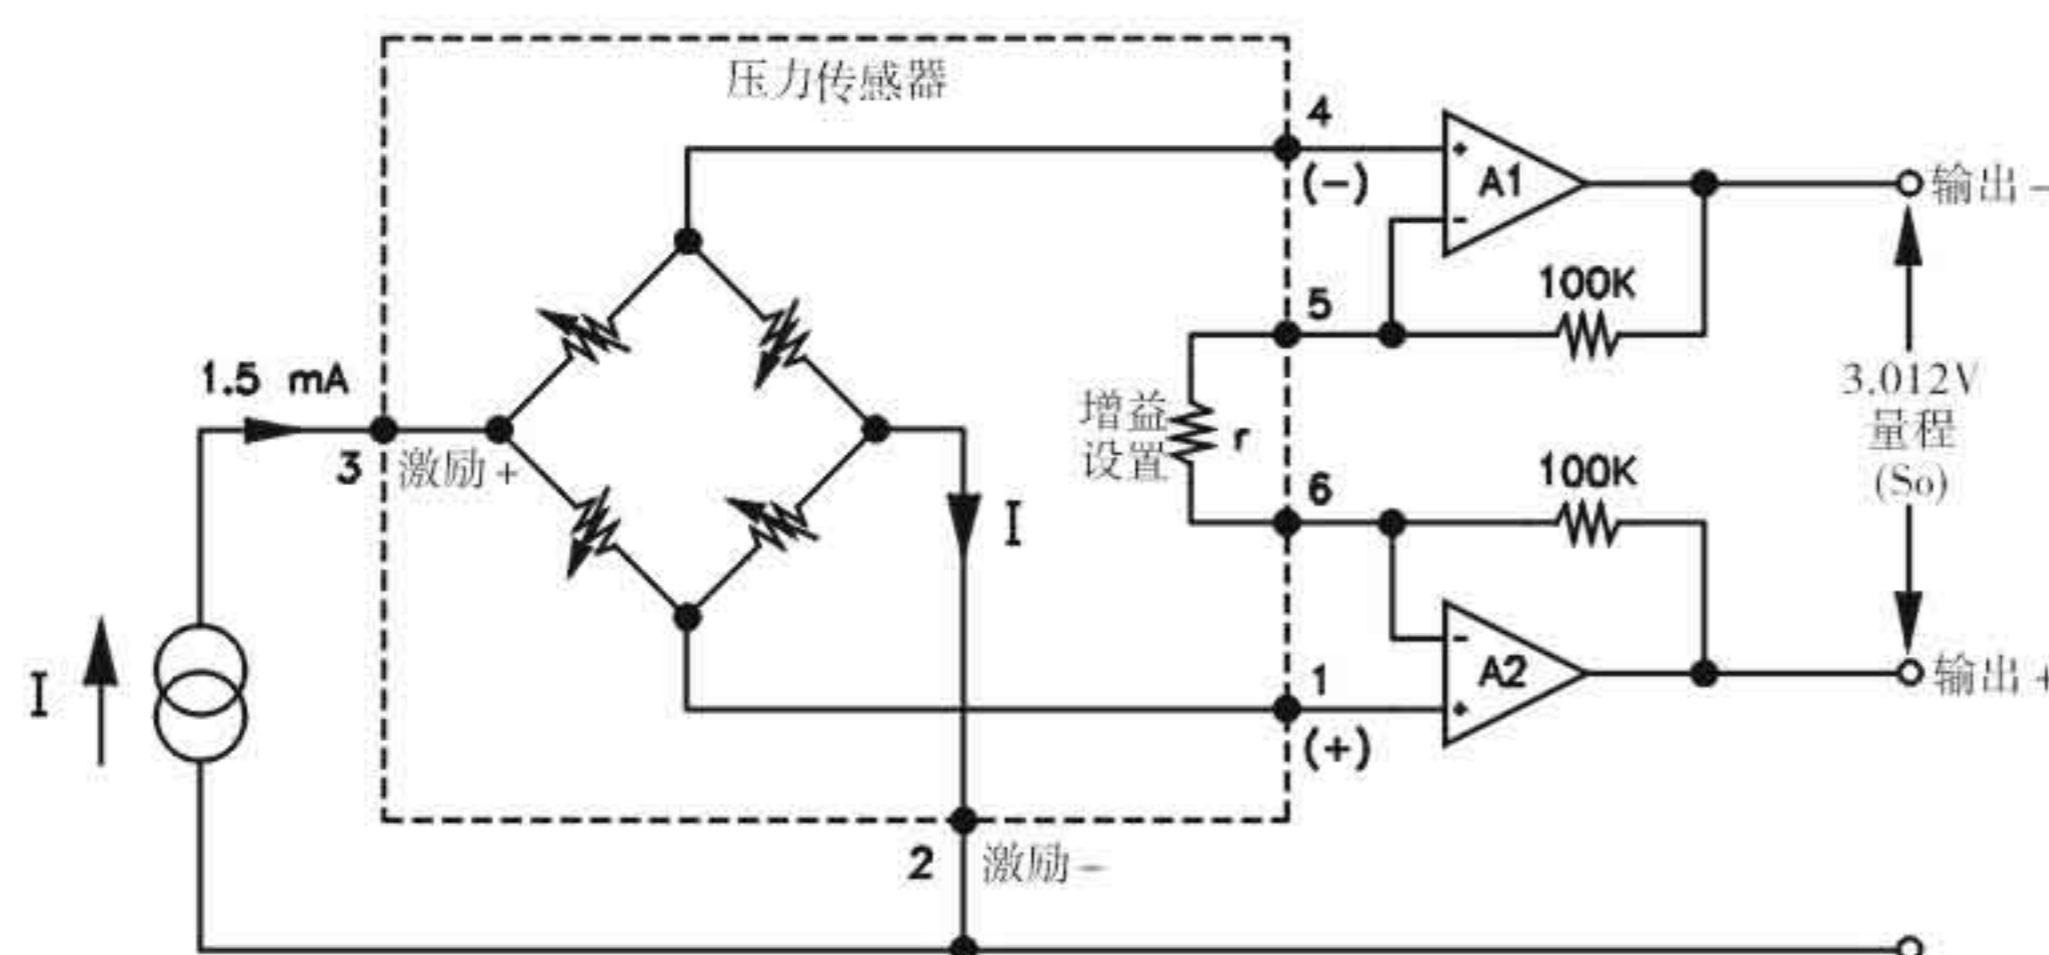 压力传感器
4
(-)
+
A1
-
输出-
5
100K
1.5 mA
3
激励+
增益
设置
r
3.012V
量程
(So)
6
100K
I
I
-
A2
+
1
(+)
输出+
2
激励-